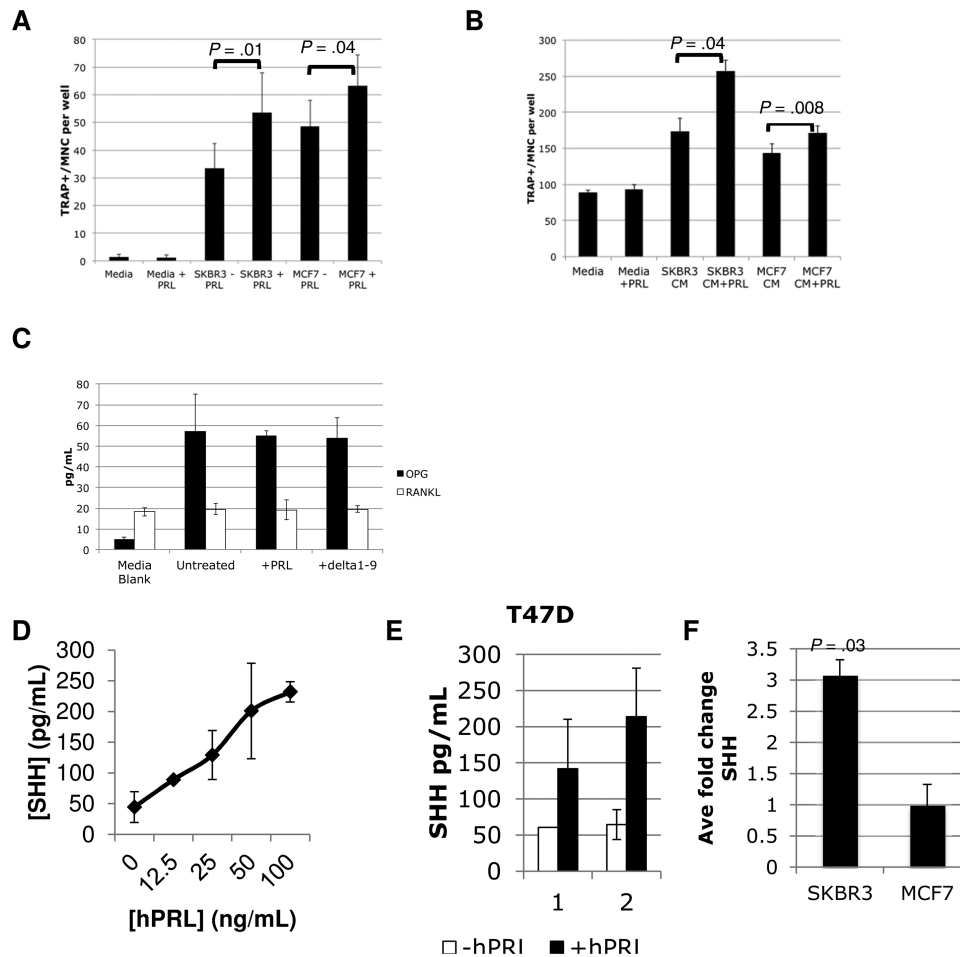 A
80
70
60
50
40
30
20
10
0
TRAP+/MNC per well
P = .01
P = .04
Media
Media + PRL
SKBR3 - PRL
SKBR3 + PRL
MCF7 - PRL
MCF7 + PRL
B
300
250
200
150
100
50
0
TRAP+/MNC per well
P = .04
P = .008
Media
Media +PRL
SKBR3 CM
SKBR3 CM+PRL
MCF7 CM
MCF7 CM+PRL
C
80
70
60
50
40
30
20
10
0
pg/mL
OPG
RANKL
Media Blank
Untreated
+PRL
+delta1-9
D
300
250
200
150
100
50
0
[SHH] (pg/mL)
0
12.5
25
50
100
[hPRL] (ng/mL)
E
T47D
300
250
200
150
100
50
0
SHH pg/mL
1
2
-hPRL
+hPRL
F
P = .03
3.5
3
2.5
2
1.5
1
0.5
0
Ave fold change
SHH
SKBR3
MCF7